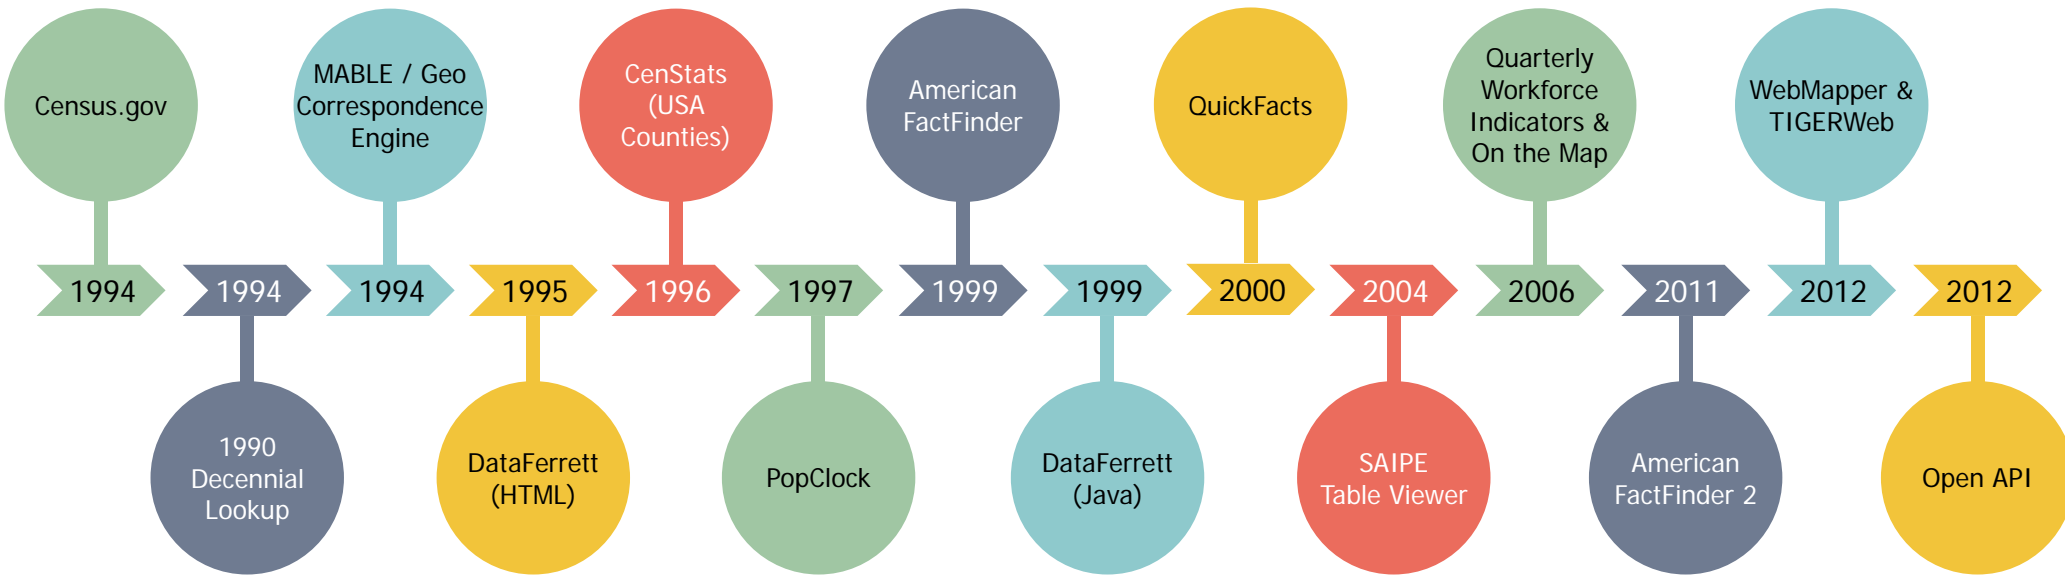 Census.gov
MABLE / Geo
Correspondence
Engine
CenStats
(USA
Counties)
American
FactFinder
QuickFacts
Quarterly
Workforce
Indicators &
On the Map
WebMapper &
TIGERWeb
1994
1994
1994
1995
1996
1997
1999
1999
2000
2004
2006
2011
2012
2012
1990
Decennial
Lookup
DataFerrett
(HTML)
PopClock
DataFerrett
(Java)
SAIPE
Table Viewer
American
FactFinder 2
Open API